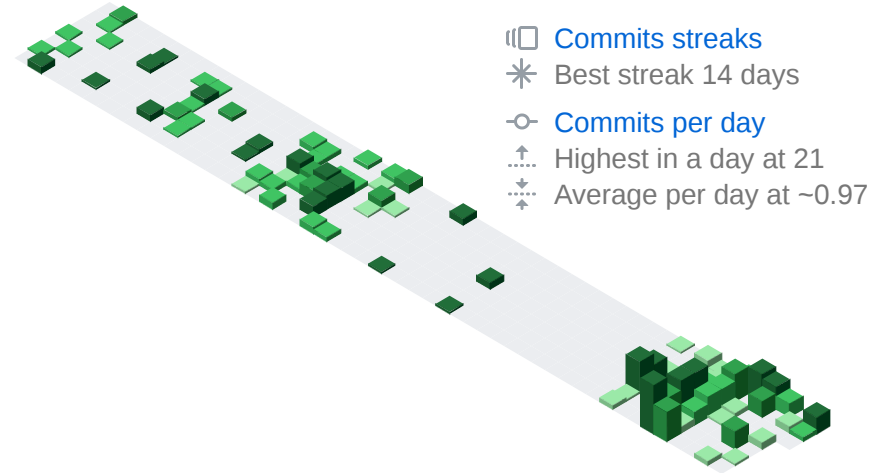 Commits streaks
Best streak 14 days
Commits per day
Highest in a day at 21
Average per day at ~0.97